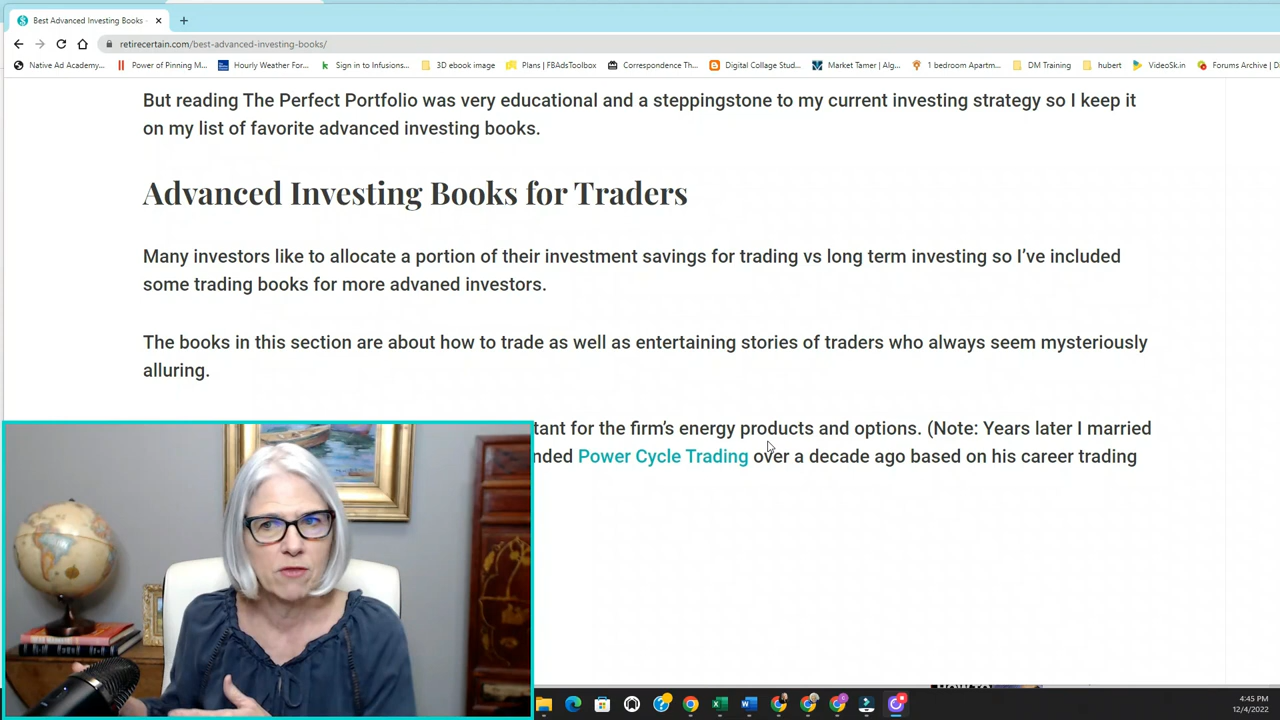 Best Advanced Investing Books -
retirecertain.com/best-advanced-investing-books/
Native Ad Academy... Power of Pinning M... Hourly Weather For... Sign in to Infusions... 3D ebook image Plans | FBAdsToolbox Correspondence Th... Digital Collage Stud... Market Tamer | Alg... 1 bedroom Apartm... DM Training hubert VideoSk.in Forums Archive | D
But reading The Perfect Portfolio was very educational and a steppingstone to my current investing strategy so I keep it
on my list of favorite advanced investing books.
Advanced Investing Books for Traders
Many investors like to allocate a portion of their investment savings for trading vs long term investing so I've included
some trading books for more advaned investors.
The books in this section are about how to trade as well as entertaining stories of traders who always seem mysteriously
alluring.
tant for the firm's energy products and options. (Note: Years later I married
nded Power Cycle Trading over a decade ago based on his career trading
4:45 PM
12/4/2022